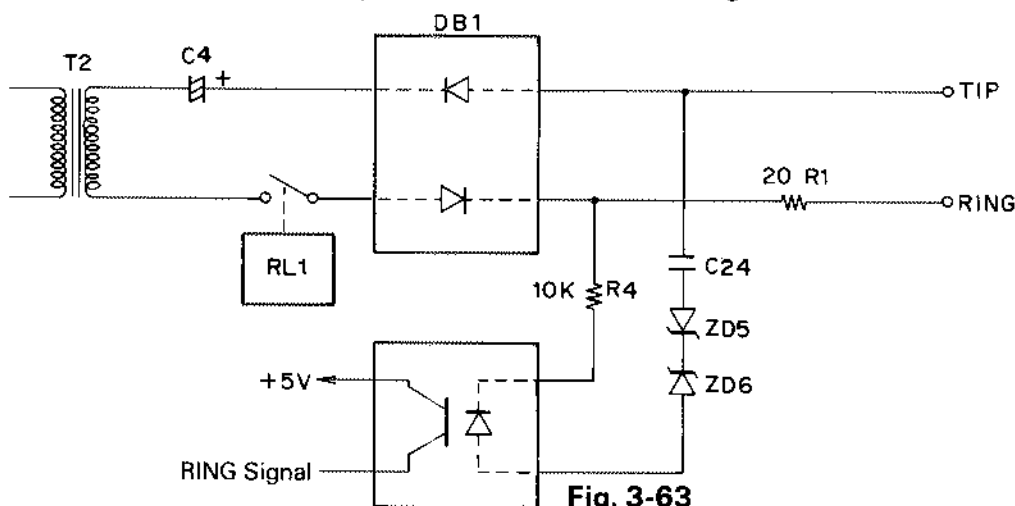 DB1
T2
C4
+
TIP
20 R1
RING
RL1
C24
10K R4
ZD5
+5V
ZD6
RING Signal
Fig. 3-63